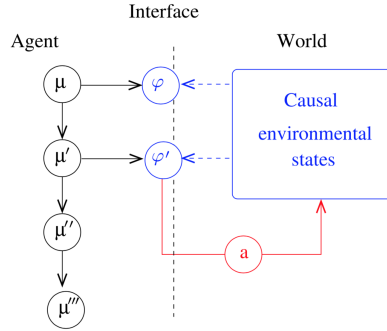 Interface
Agent
World
μ
φ
Causal
environmental
states
μ'
φ'
μ''
a
μ'''